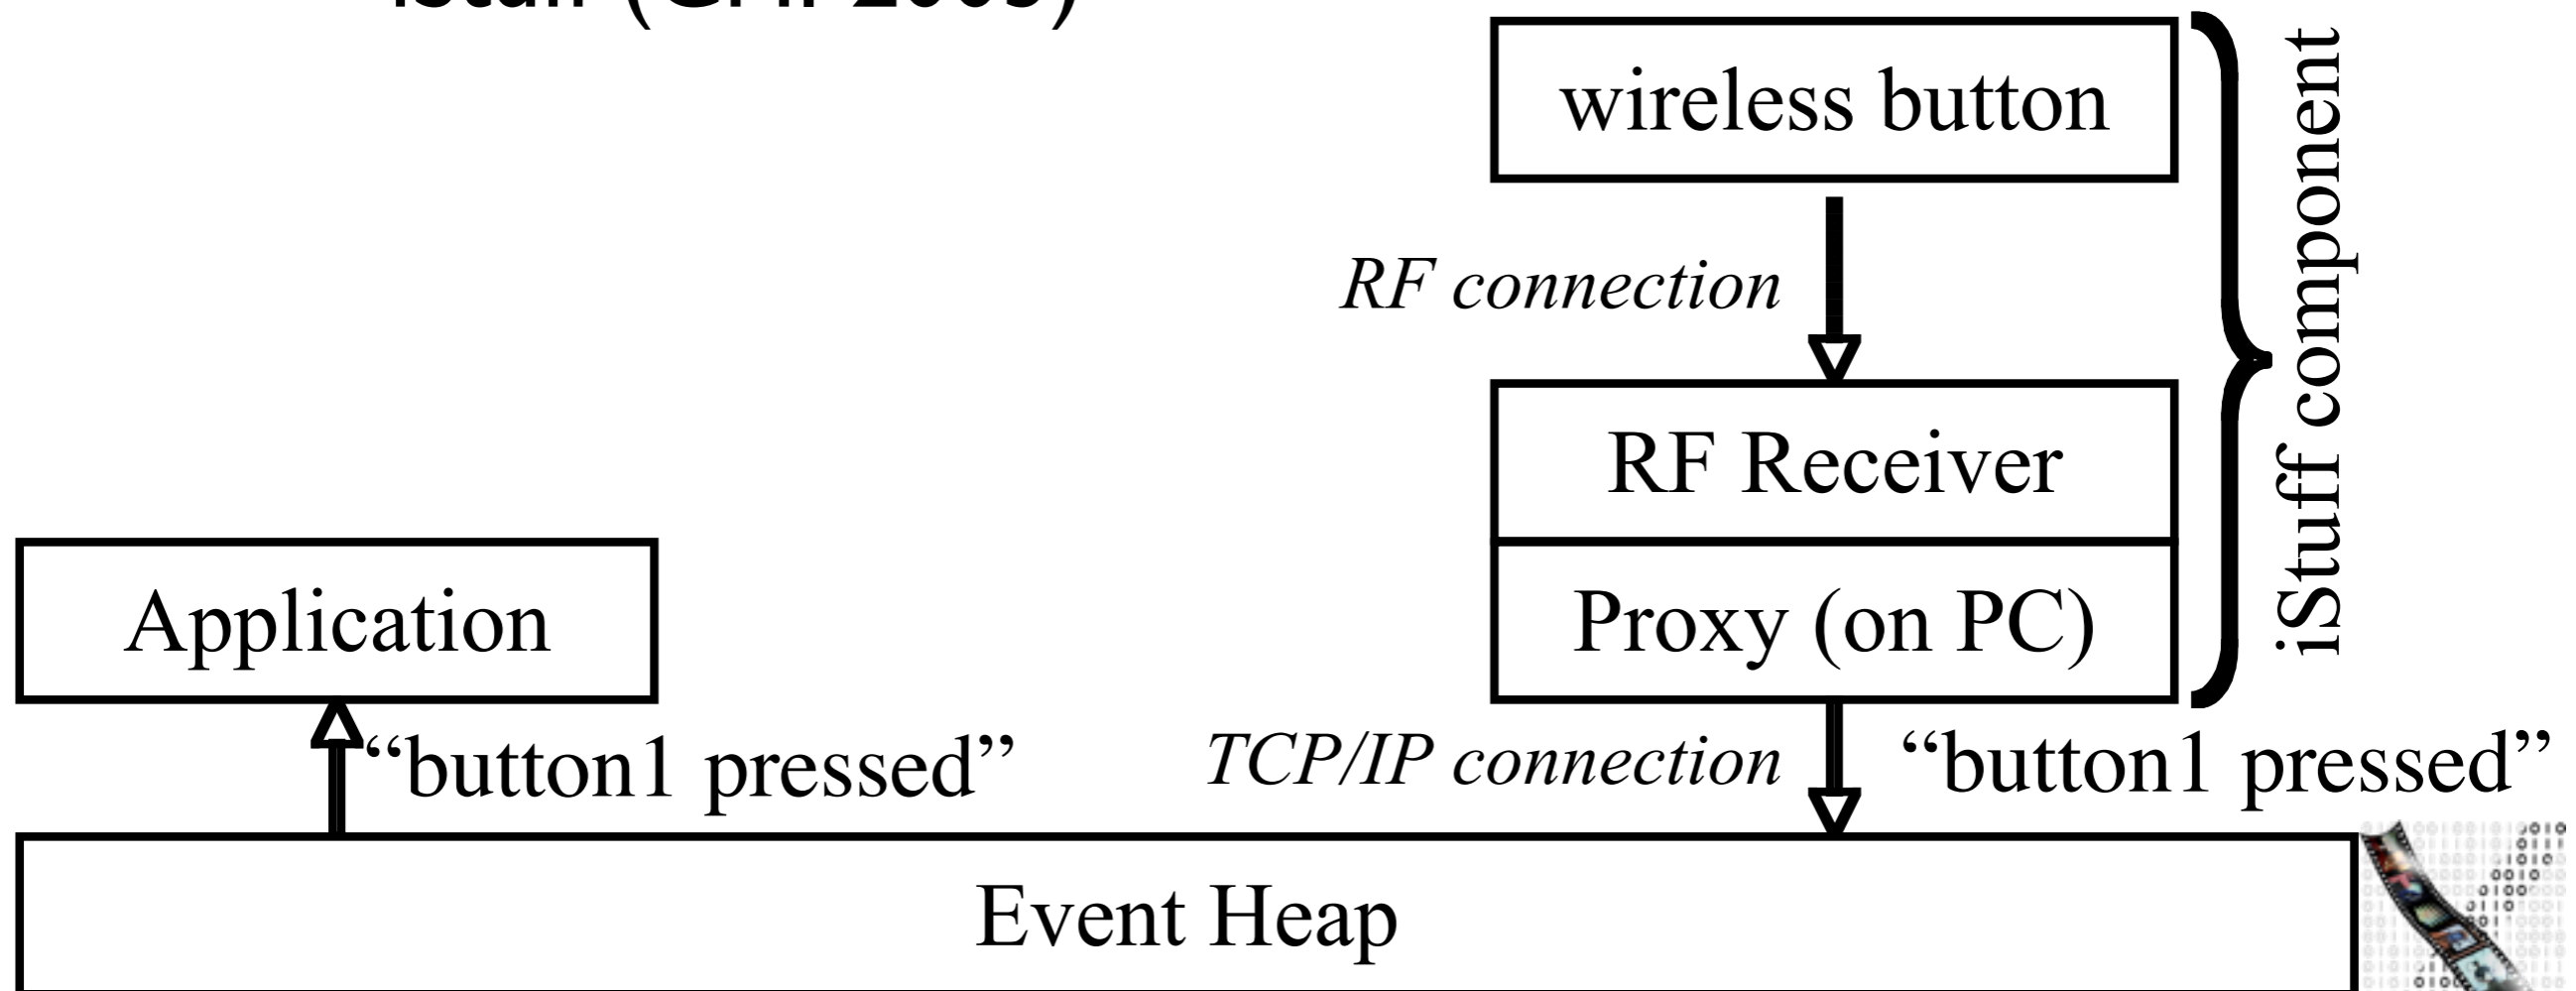 wireless button
RF connection
RF Receiver
iStuff component
Application
Proxy (on PC)
“button1 pressed”
TCP/IP connection
“button1 pressed”
Event Heap